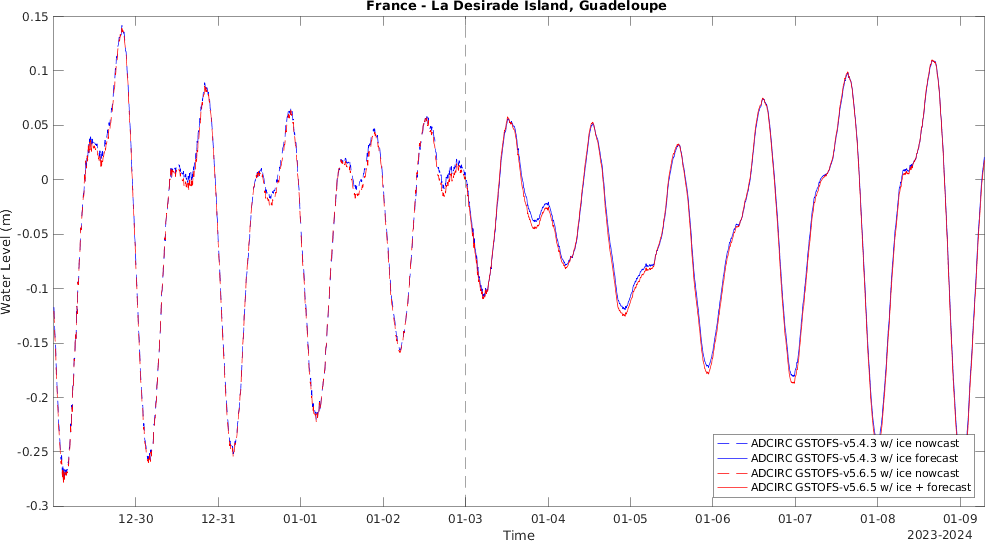 France - La Desirade Island, Guadeloupe
0.15
0.1
0.05
0
-0.05
-0.1
-0.15
-0.2
-0.25
-0.3
Water Level (m)
ADCIRC GSTOFS-v5.4.3 w/ ice nowcast
ADCIRC GSTOFS-v5.4.3 w/ ice forecast
ADCIRC GSTOFS-v5.6.5 w/ ice nowcast
ADCIRC GSTOFS-v5.6.5 w/ ice + forecast
12-30 12-31 01-01 01-02 01-03 01-04 01-05 01-06 01-07 01-08 01-09
Time
2023-2024